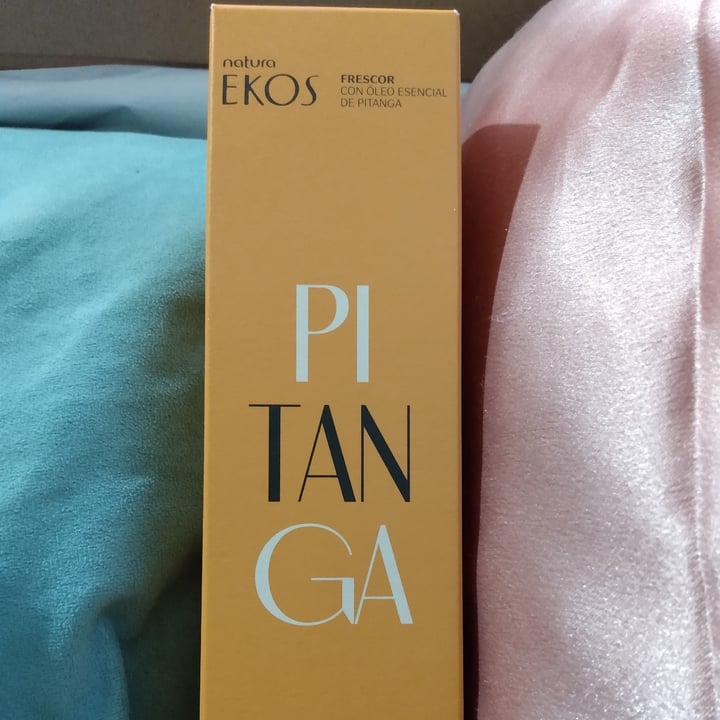 natura
EKOS
FRESCOR
CON ÓLEO ESENCIAL
DE PITANGA
PI
TAN
GA